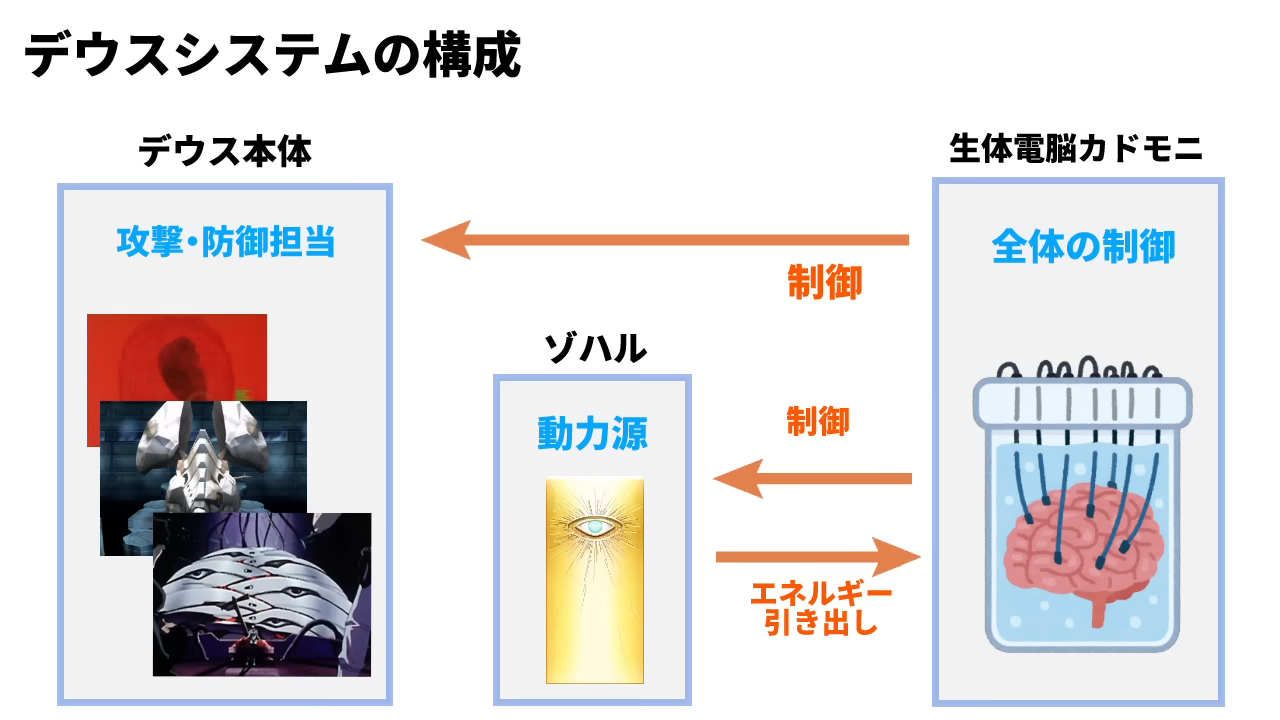 デウスシステムの構成
デウス本体
攻撃・防御担当
生体電脳カドモニ
全体の制御
制御
ゾハル
動力源
制御
エネルギー
引き出し